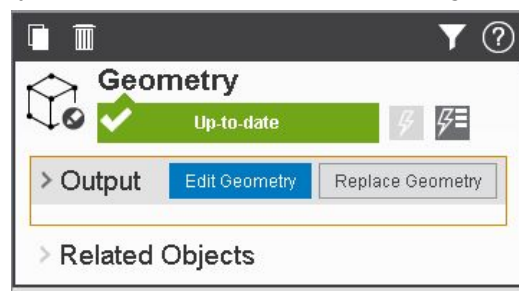 Geometry
Up-to-date
Output Edit Geometry Replace Geometry
Related Objects